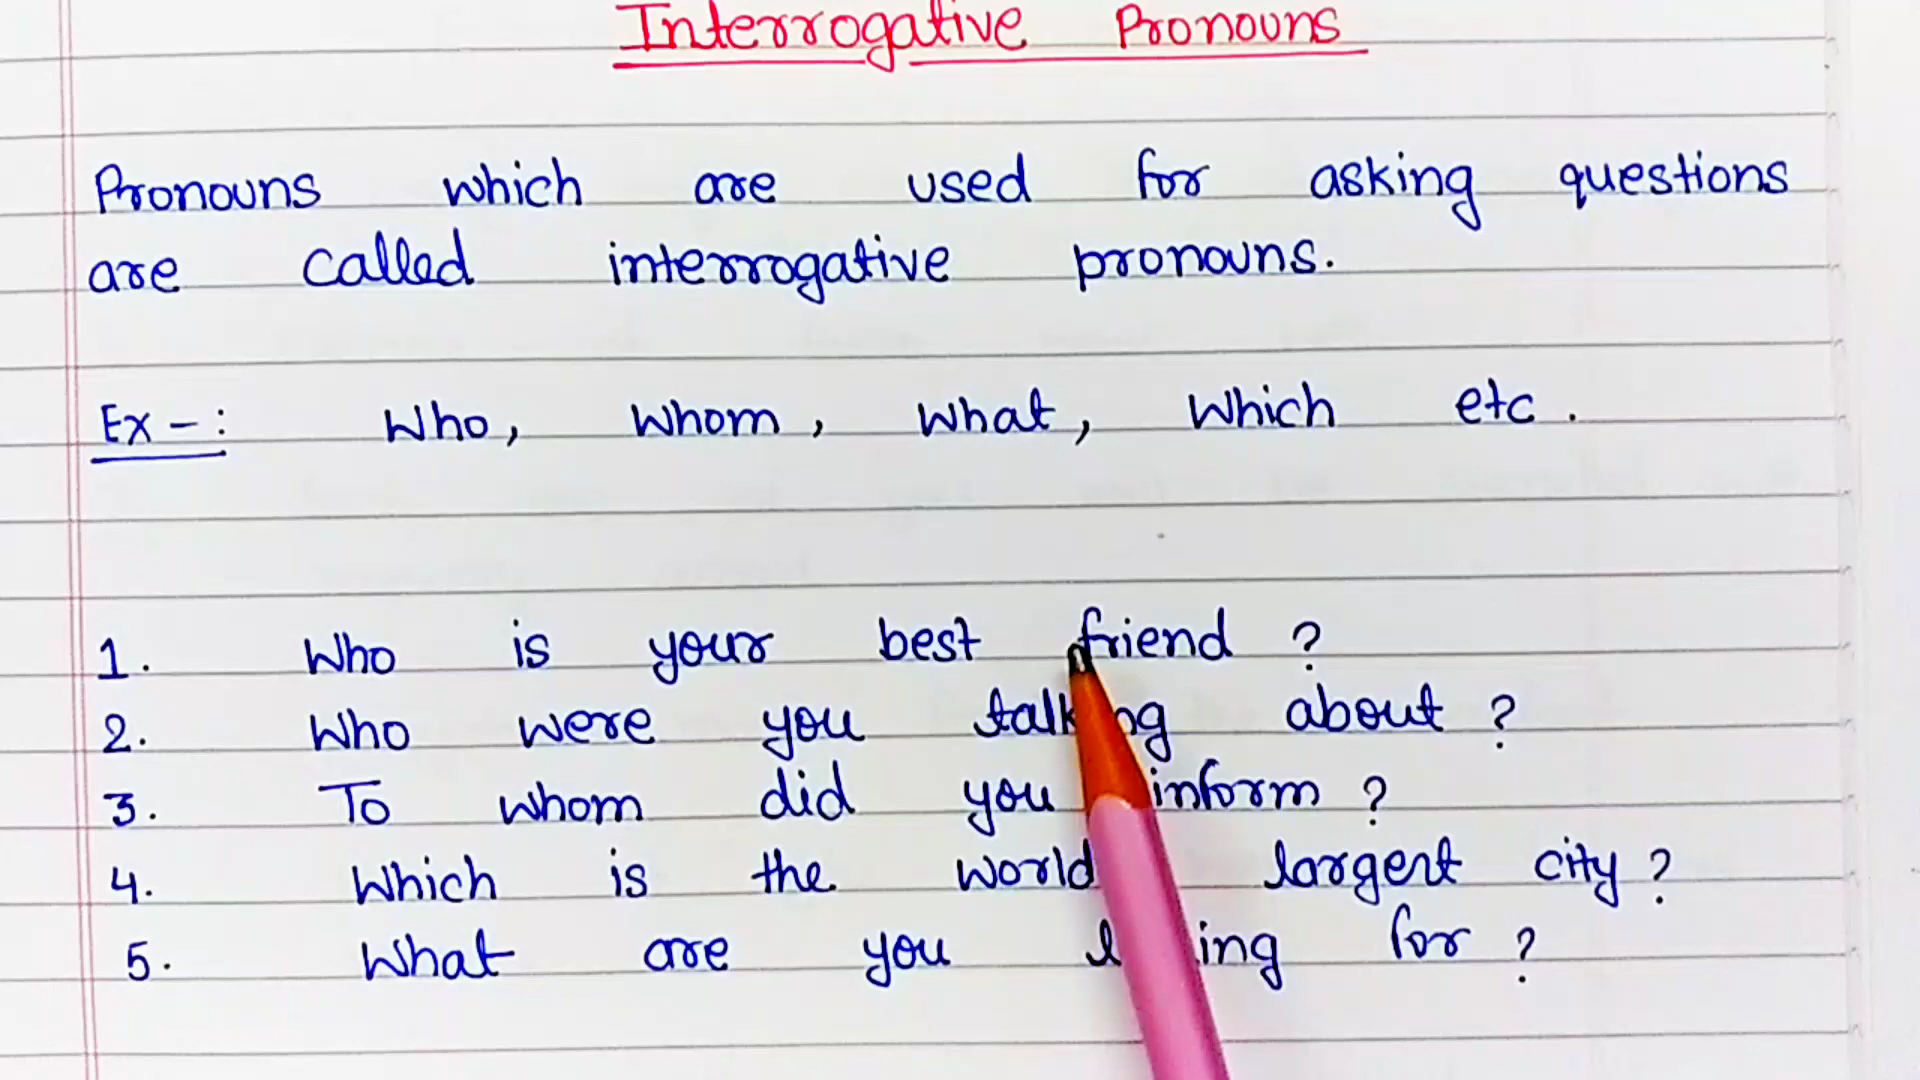 Interrogative Pronouns
Pronouns which are used for asking questions
are called interrogative pronouns.
Ex-: Who, Whom, What, Which etc.
1. Who is your best friend ?
2. Who were you talking about ?
3. To whom did you inform ?
4. Which is the world largest city ?
5. What are you for ?